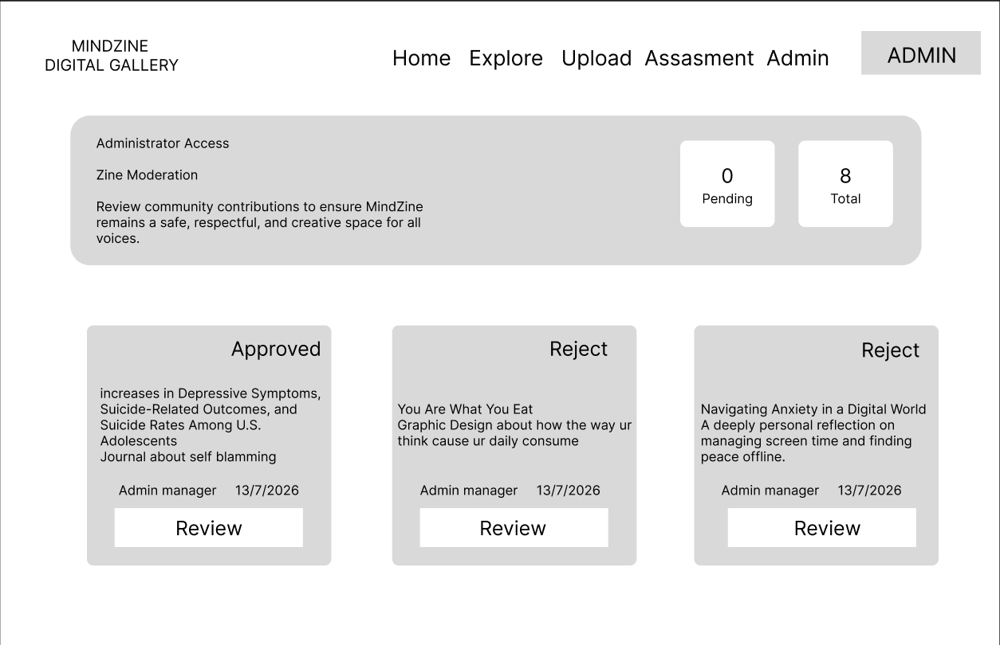 MINDZINE
DIGITAL GALLERY
Home Explore Upload Assasment Admin
ADMIN
Administrator Access
Zine Moderation
Review community contributions to ensure MindZine
remains a safe, respectful, and creative space for all
voices.
0
Pending
8
Total
Approved
increases in Depressive Symptoms,
Suicide-Related Outcomes, and
Suicide Rates Among U.S.
Adolescents
Journal about self blamming
Admin manager 13/7/2026
Review
Reject
You Are What You Eat
Graphic Design about how the way ur
think cause ur daily consume
Admin manager 13/7/2026
Review
Reject
Navigating Anxiety in a Digital World
A deeply personal reflection on
managing screen time and finding
peace offline.
Admin manager 13/7/2026
Review